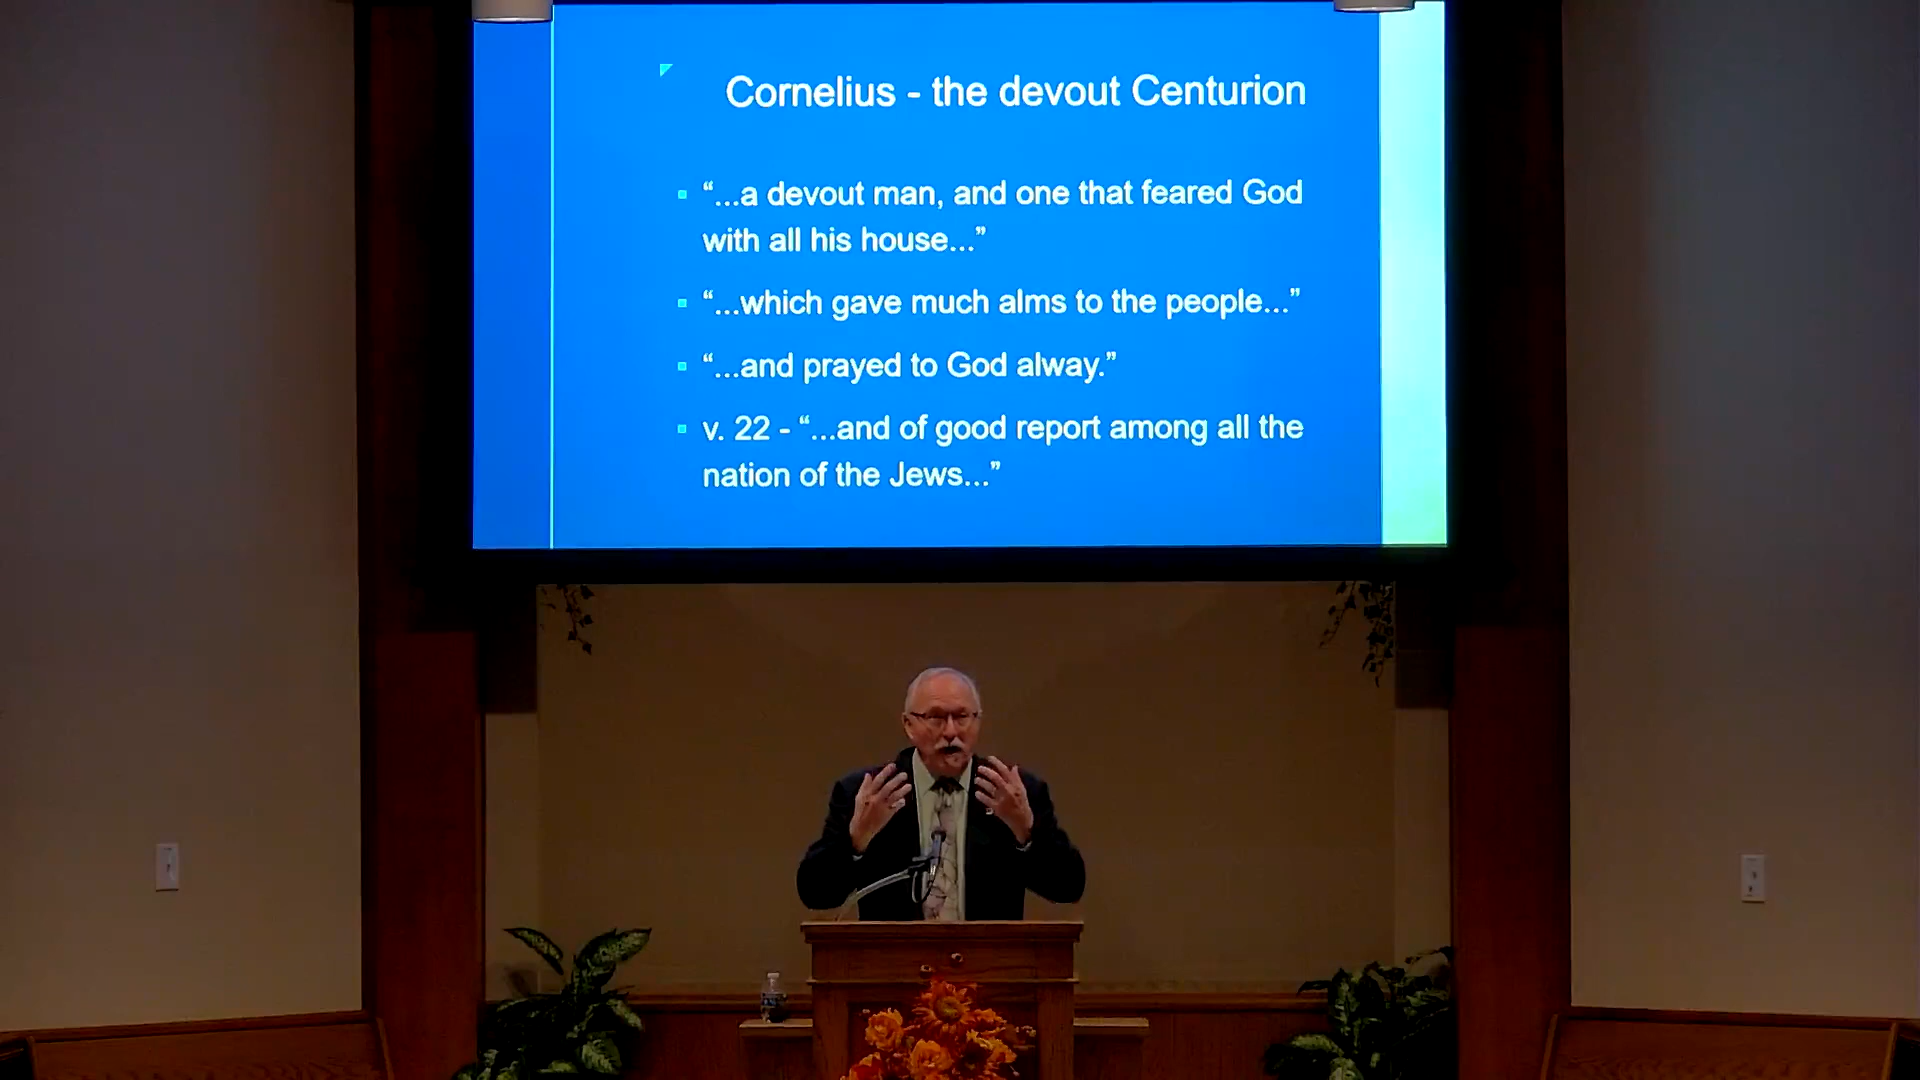 Cornelius - the devout Centurion
“...a devout man, and one that feared God
with all his house...”
“...which gave much alms to the people...”
“...and prayed to God alway.”
v. 22 - “...and of good report among all the
nation of the Jews...”